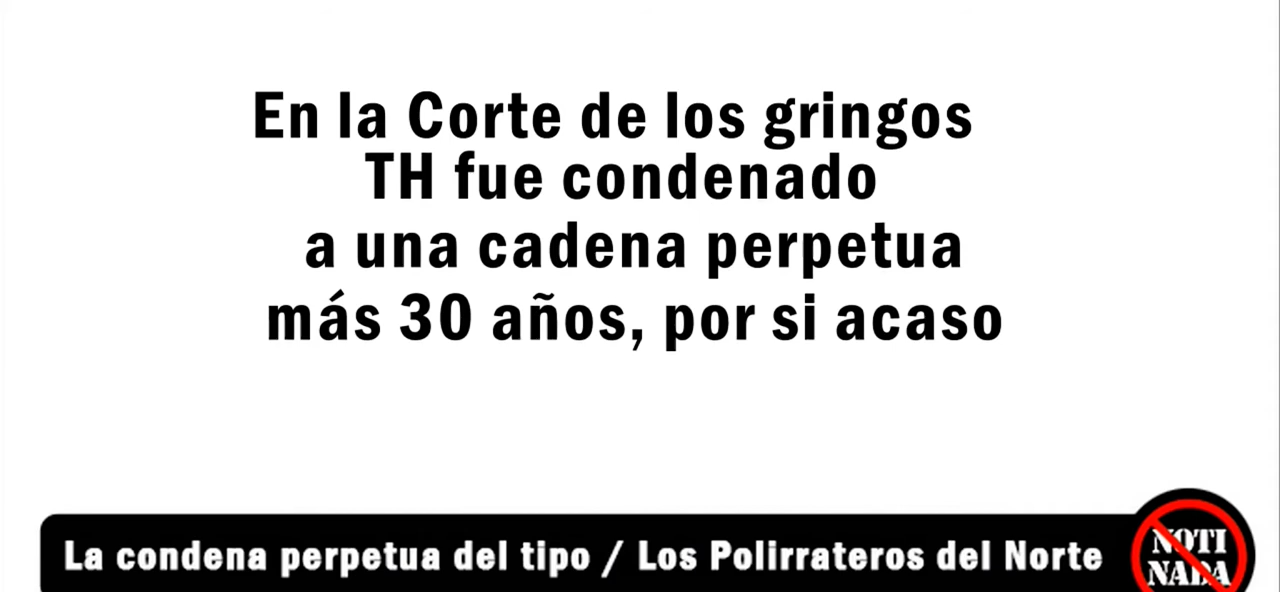 En la Corte de los gringos
TH fue condenado
a una cadena perpetua
más 30 años, por si acaso
La condena perpetua del tipo / Los Polirrateros del Norte
NOTI
NADA